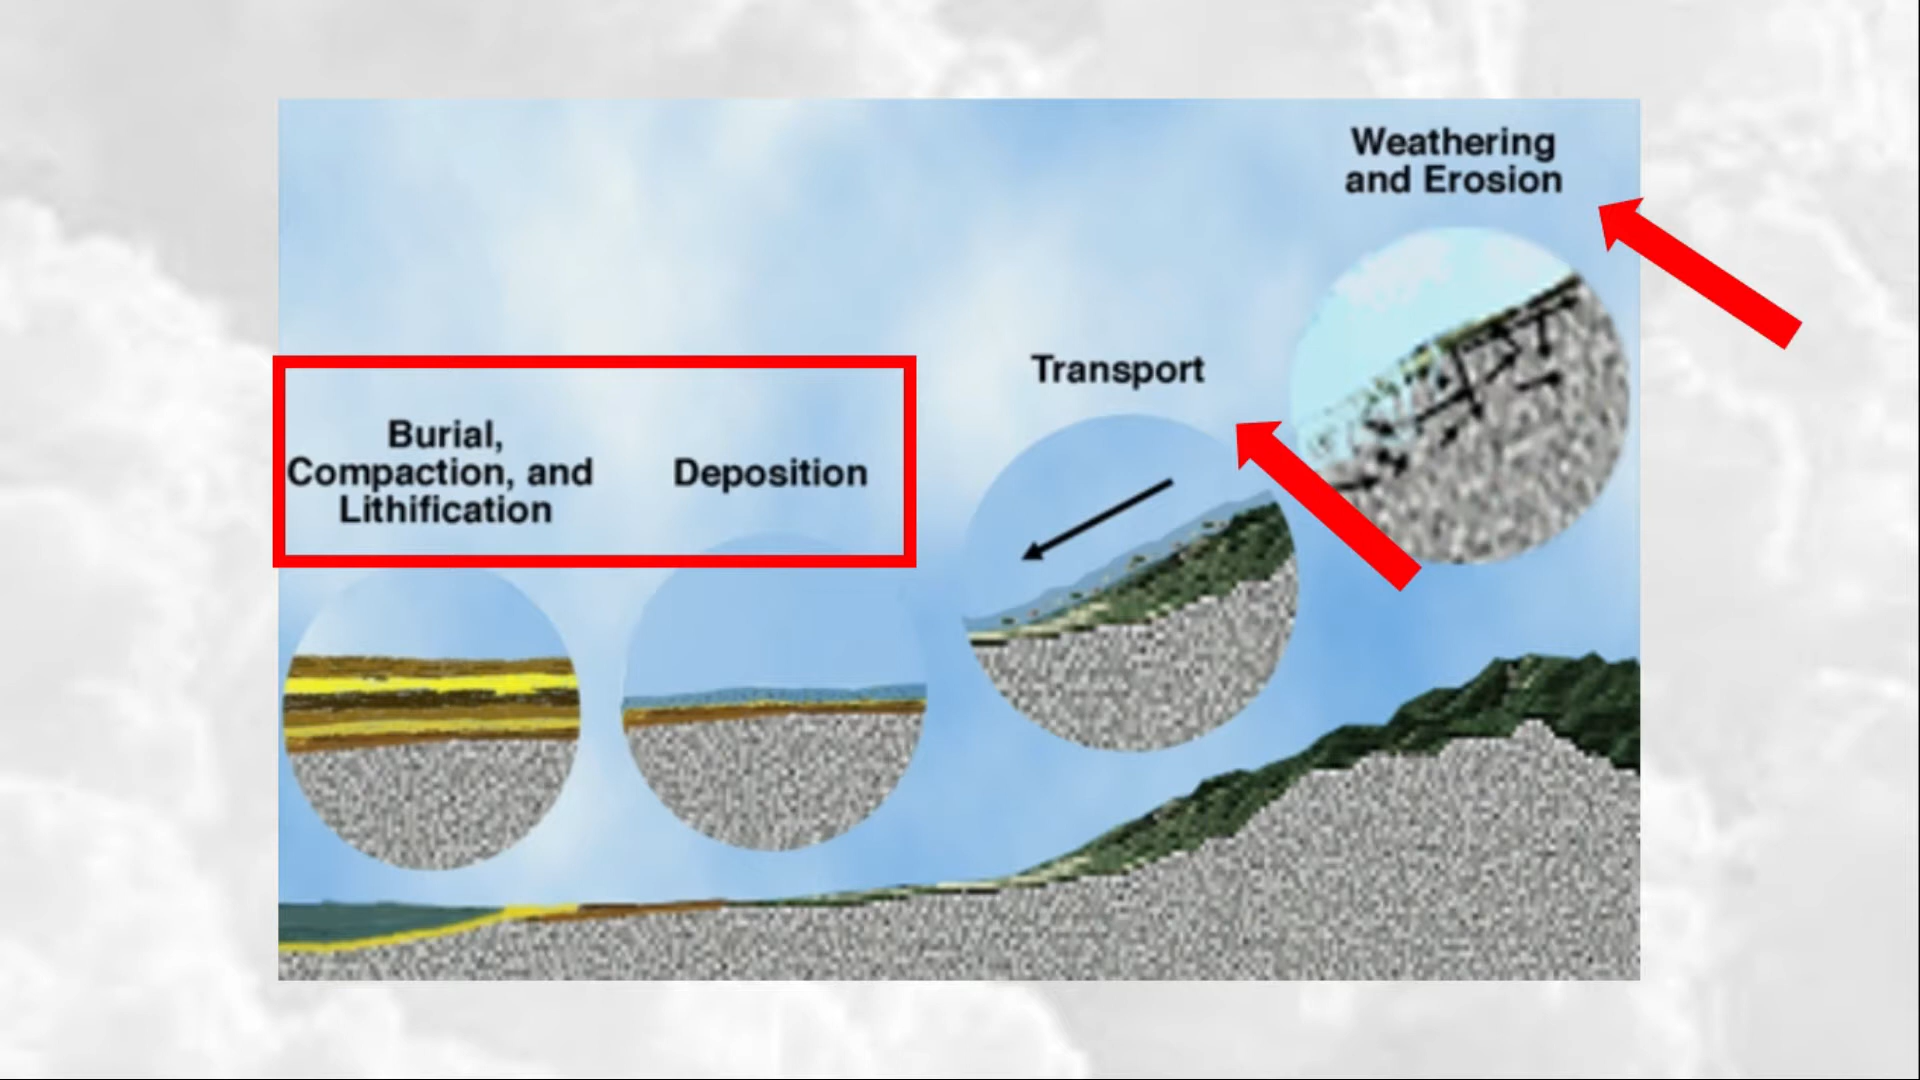 Weathering
and Erosion
Transport
Burial,
Compaction, and
Lithification
Deposition